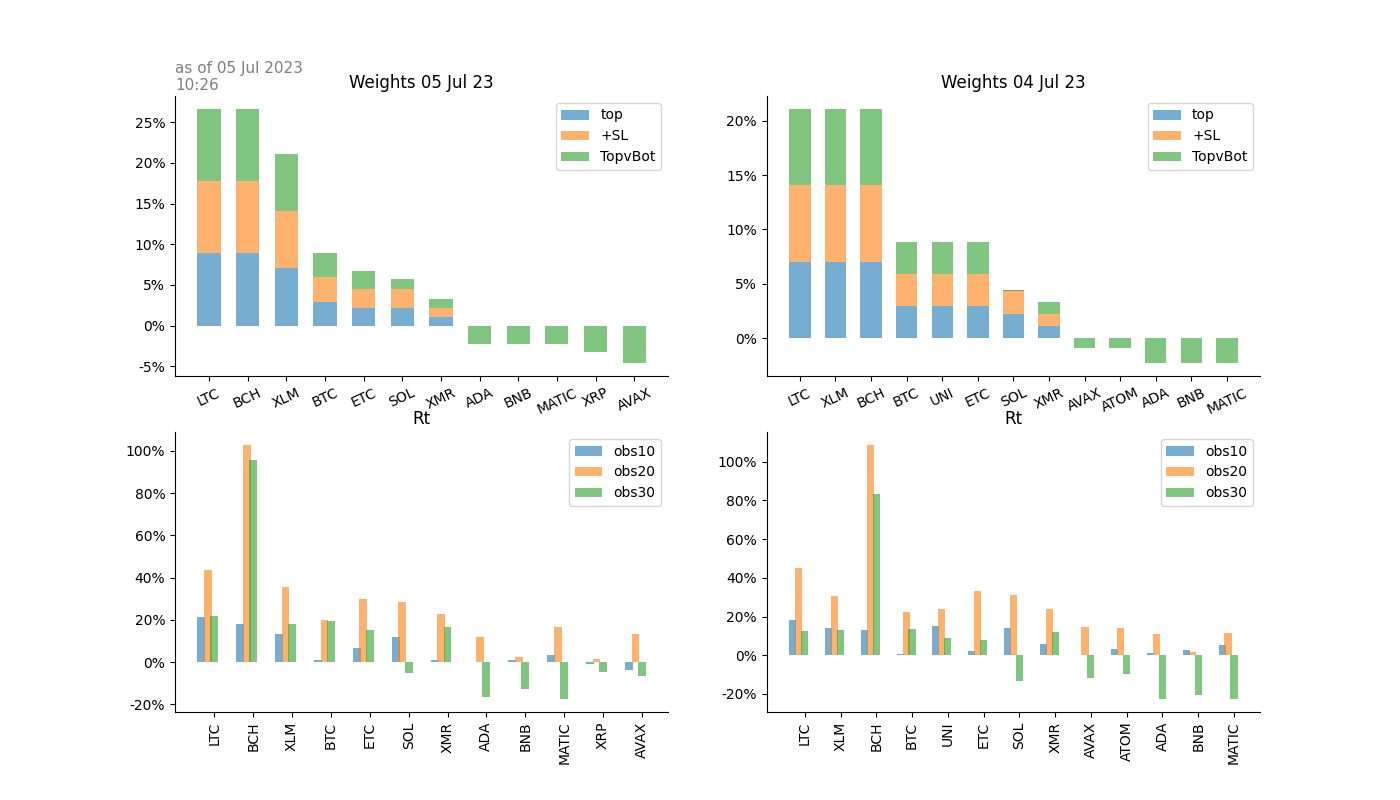 as of 05 Jul 2023
10:26
Weights 05 Jul 23
25%
20%
15%
10%
5%
0%
-5%
top
+SL
TopvBot
LTC BCH XLM BTC ETC SOL XMR ADA BNB MATIC XRP AVAX
Weights 04 Jul 23
20%
15%
10%
5%
0%
top
+SL
TopvBot
LTC XLM BCH BTC UNI ETC SOL XMR AVAX ATOM ADA BNB MATIC
Rt
100%
80%
60%
40%
20%
0%
-20%
obs10
obs20
obs30
LTC BCH XLM BTC ETC SOL XMR ADA BNB MATIC XRP AVAX
Rt
100%
80%
60%
40%
20%
0%
-20%
obs10
obs20
obs30
LTC XLM BCH BTC UNI ETC SOL XMR AVAX ATOM ADA BNB MATIC